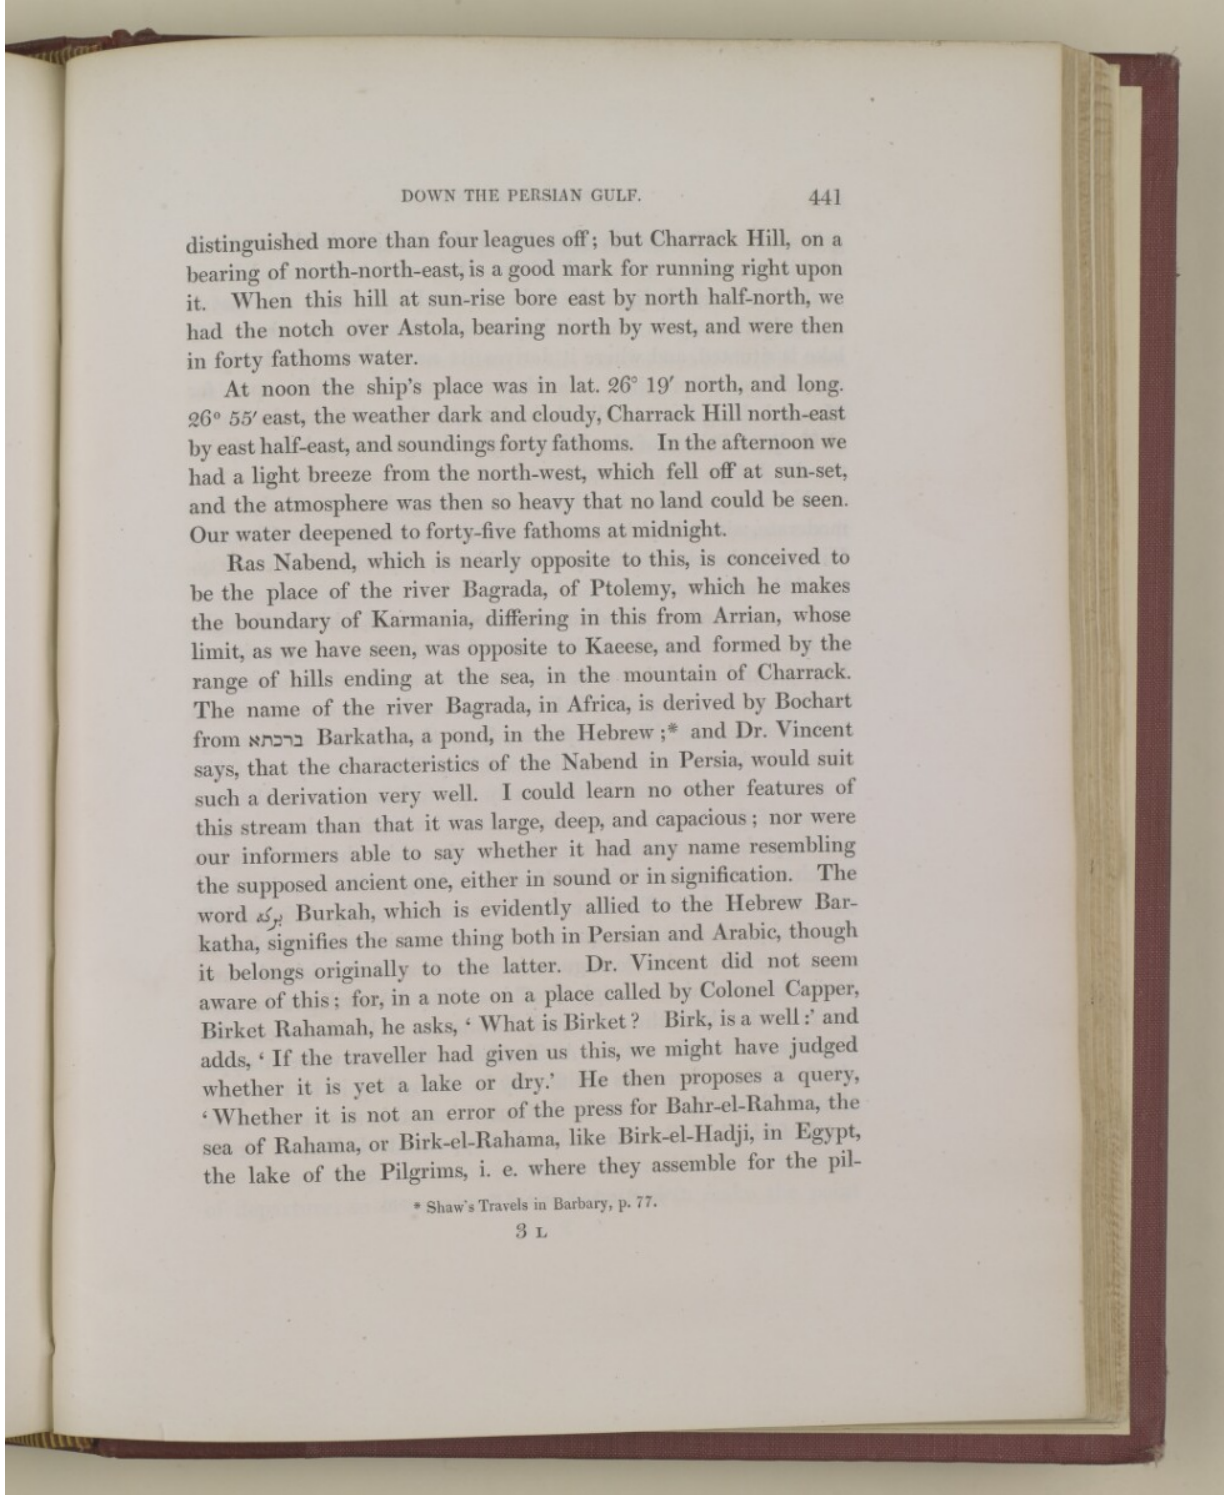 DOWN THE PERSIAN GULF. 441
distinguished more than four leagues off; but Charrack Hill, on a
bearing of north-north-east, is a good mark for running right upon
it. When this hill at sun-rise bore east by north half-north, we
had the notch over Astola, bearing north by west, and were then
in forty fathoms water.
At noon the ship's place was in lat. 26° 19′ north, and long.
26° 55′ east, the weather dark and cloudy, Charrack Hill north-east
by east half-east, and soundings forty fathoms. In the afternoon we
had a light breeze from the north-west, which fell off at sun-set,
and the atmosphere was then so heavy that no land could be seen.
Our water deepened to forty-five fathoms at midnight.
Ras Nabend, which is nearly opposite to this, is conceived to
be the place of the river Bagrada, of Ptolemy, which he makes
the boundary of Karmania, differing in this from Arrian, whose
limit, as we have seen, was opposite to Kaeese, and formed by the
range of hills ending at the sea, in the mountain of Charrack.
The name of the river Bagrada, in Africa, is derived by Bochart
from ברכתא Barkatha, a pond, in the Hebrew;* and Dr. Vincent
says, that the characteristics of the Nabend in Persia, would suit
such a derivation very well. I could learn no other features of
this stream than that it was large, deep, and capacious; nor were
our informers able to say whether it had any name resembling
the supposed ancient one, either in sound or in signification. The
word بركه Burkah, which is evidently allied to the Hebrew Bar-
katha, signifies the same thing both in Persian and Arabic, though
it belongs originally to the latter. Dr. Vincent did not seem
aware of this; for, in a note on a place called by Colonel Capper,
Birket Rahamah, he asks, ‘What is Birket? Birk, is a well:’ and
adds, ‘If the traveller had given us this, we might have judged
whether it is yet a lake or dry.’ He then proposes a query,
‘Whether it is not an error of the press for Bahr-el-Rahma, the
sea of Rahama, or Birk-el-Rahama, like Birk-el-Hadji, in Egypt,
the lake of the Pilgrims, i. e. where they assemble for the pil-
* Shaw's Travels in Barbary, p. 77.
3 L